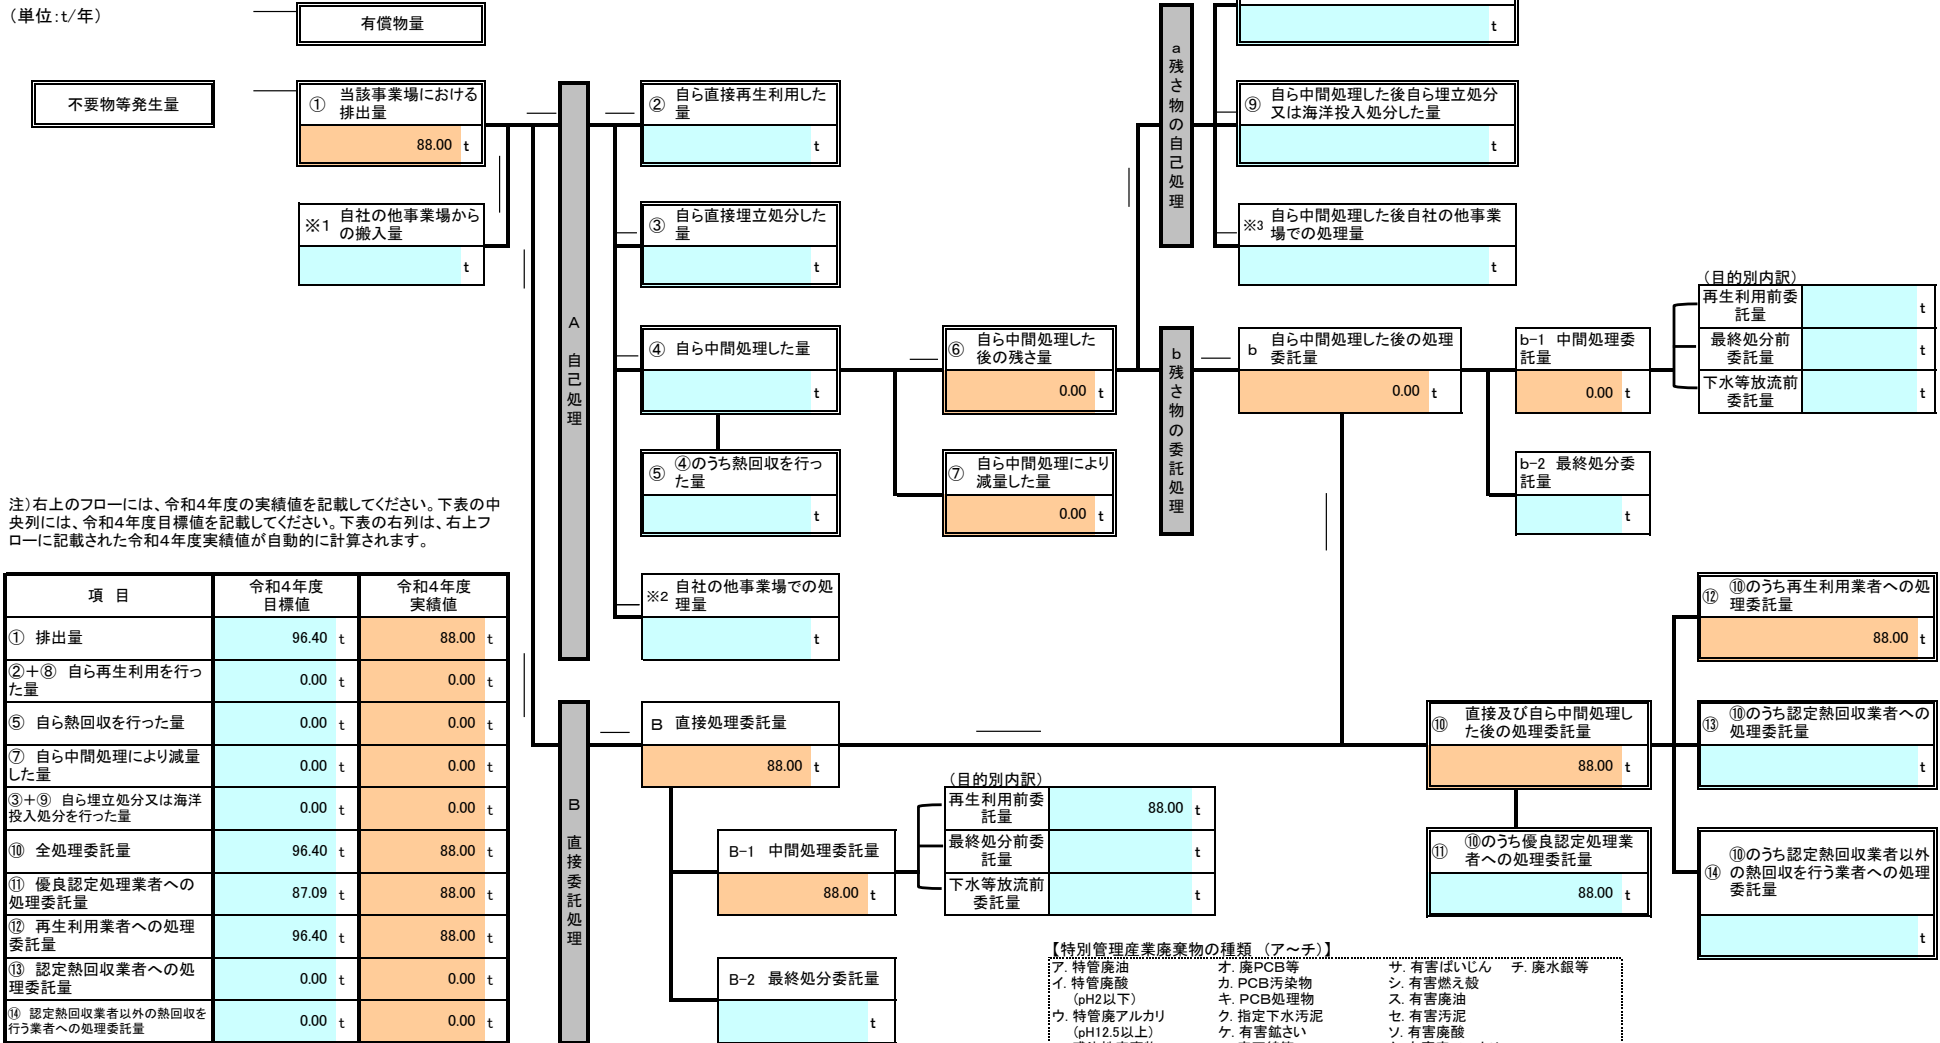 (単位:t/年)
有償物量
t
不要物等発生量
① 当該事業場における
排出量
88.00 t
※1 自社の他事業場から
の搬入量
t
A 自己処理
② 自ら直接再生利用した
量
t
③ 自ら直接埋立処分した
量
t
④ 自ら中間処理した量
t
⑤ ④のうち熱回収を行っ
た量
t
※2 自社の他事業場での処
理量
t
⑥ 自ら中間処理した
後の残さ量
0.00 t
⑦ 自ら中間処理により
減量した量
0.00 t
a 残さ物の自己処理
⑨ 自ら中間処理した後自ら埋立処分
又は海洋投入処分した量
t
※3 自ら中間処理した後自社の他事業
場での処理量
t
b 残さ物の委託処理
b 自ら中間処理した後の処理
委託量
0.00 t
b-1 中間処理委
託量
0.00 t
b-2 最終処分委
託量
t
(目的別内訳)
再生利用前委
託量
t
最終処分前
委託量
t
下水等放流前
委託量
t
注)右上のフローには、令和4年度の実績値を記載してください。下表の中
央列には、令和4年度目標値を記載してください。下表の右列は、右上フ
ローに記載された令和4年度実績値が自動的に計算されます。
項 目
令和4年度
目標値
令和4年度
実績値
① 排出量 96.40 t 88.00 t
②+⑧ 自ら再生利用を行っ
た量 0.00 t 0.00 t
⑤ 自ら熱回収を行った量 0.00 t 0.00 t
⑦ 自ら中間処理により減量
した量 0.00 t 0.00 t
③+⑨ 自ら埋立処分又は海洋
投入処分を行った量 0.00 t 0.00 t
⑩ 全処理委託量 96.40 t 88.00 t
⑪ 優良認定処理業者への
処理委託量 87.09 t 88.00 t
⑫ 再生利用業者への処理
委託量 96.40 t 88.00 t
⑬ 認定熱回収業者への処
理委託量 0.00 t 0.00 t
⑭ 認定熱回収業者以外の熱回収を
行う業者への処理委託量 0.00 t 0.00 t
B 直接委託処理
B 直接処理委託量
88.00 t
B-1 中間処理委託量
88.00 t
B-2 最終処分委託量
t
(目的別内訳)
再生利用前委
託量
88.00 t
最終処分前委
託量
t
下水等放流前
委託量
t
⑩ 直接及び自ら中間処理し
た後の処理委託量
88.00 t
⑪ ⑩のうち優良認定処理業
者への処理委託量
88.00 t
⑫ ⑩のうち再生利用業者への処
理委託量
88.00 t
⑬ ⑩のうち認定熱回収業者への
処理委託量
t
⑭ ⑩のうち認定熱回収業者以外
の熱回収を行う業者への処理
委託量
t
【特別管理産業廃棄物の種類 (ア~チ)】
ア. 特管廃油 オ. 廃PCB等 サ. 有害ばいじん チ. 廃水銀等
イ. 特管廃酸 カ. PCB汚染物 シ. 有害燃え殻
(pH2以下) キ. PCB処理物 ス. 有害廃油
ウ. 特管廃アルカリ ク. 指定下水汚泥 セ. 有害汚泥
(pH12.5以上) ケ. 有害鉱さい ソ. 有害廃酸